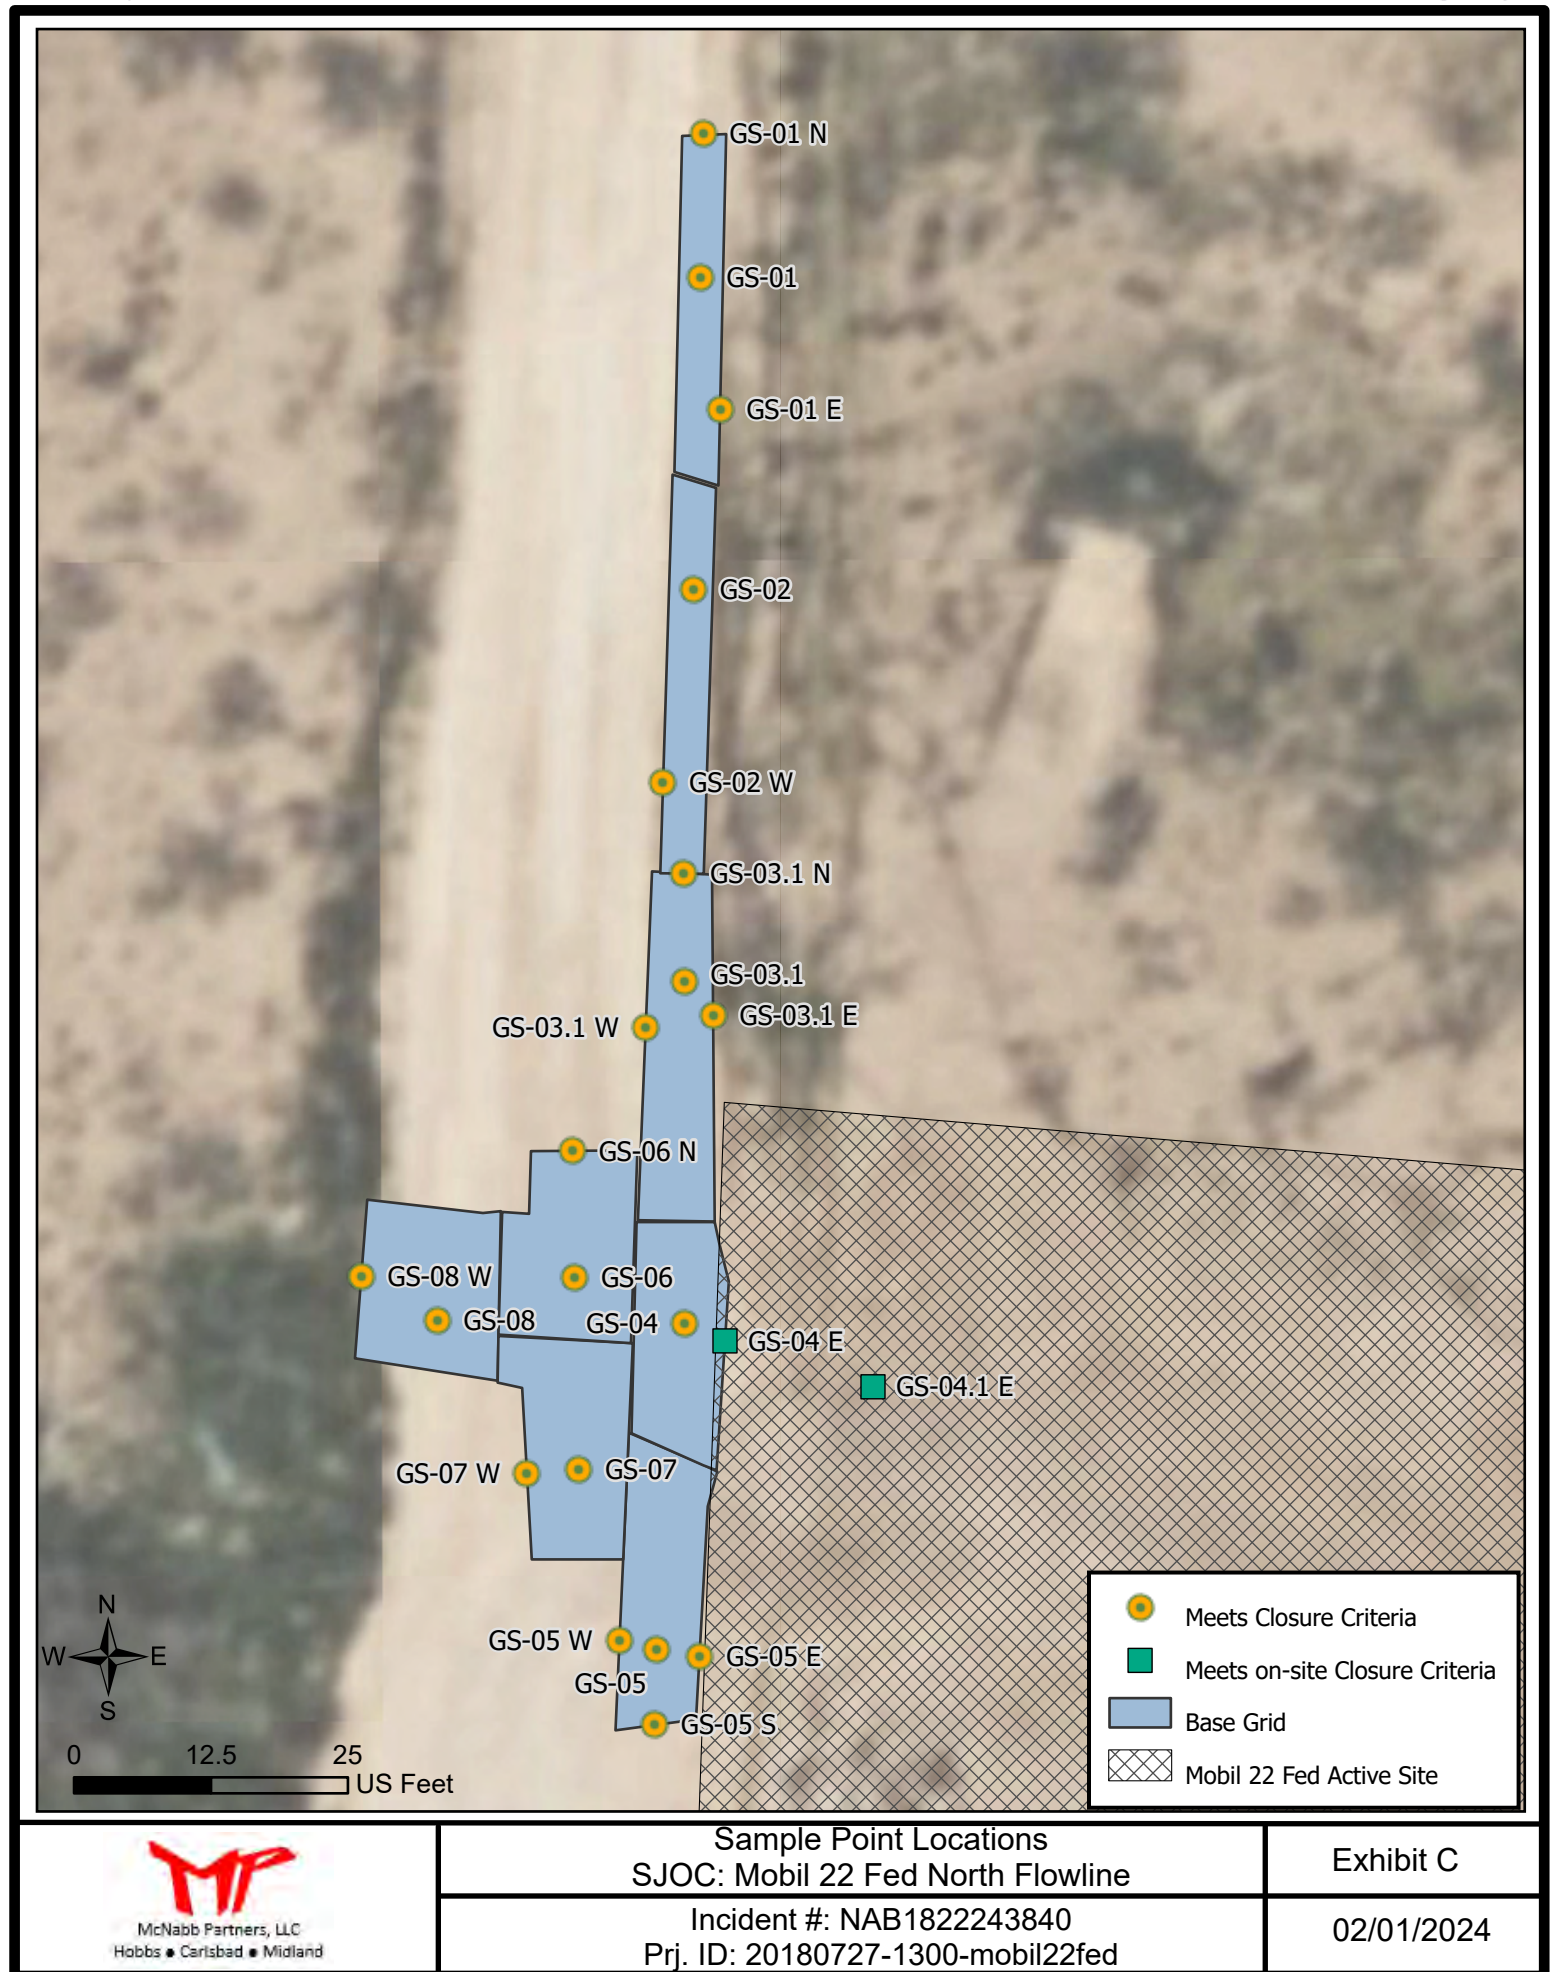 GS-01 N
GS-01
GS-01 E
GS-02
GS-02 W
GS-03.1 N
GS-03.1
GS-03.1 E
GS-03.1 W
GS-06 N
GS-08 W
GS-06
GS-08
GS-04
GS-04 E
GS-04.1 E
GS-07 W
GS-07
GS-05 W
GS-05 E
GS-05
GS-05 S
N
W E
S
0 12.5 25
US Feet
Meets Closure Criteria
Meets on-site Closure Criteria
Base Grid
Mobil 22 Fed Active Site
McNabb Partners, LLC
Hobbs ● Carlsbad ● Midland
Sample Point Locations
SJOC: Mobil 22 Fed North Flowline
Incident #: NAB1822243840
Prj. ID: 20180727-1300-mobil22fed
Exhibit C
02/01/2024